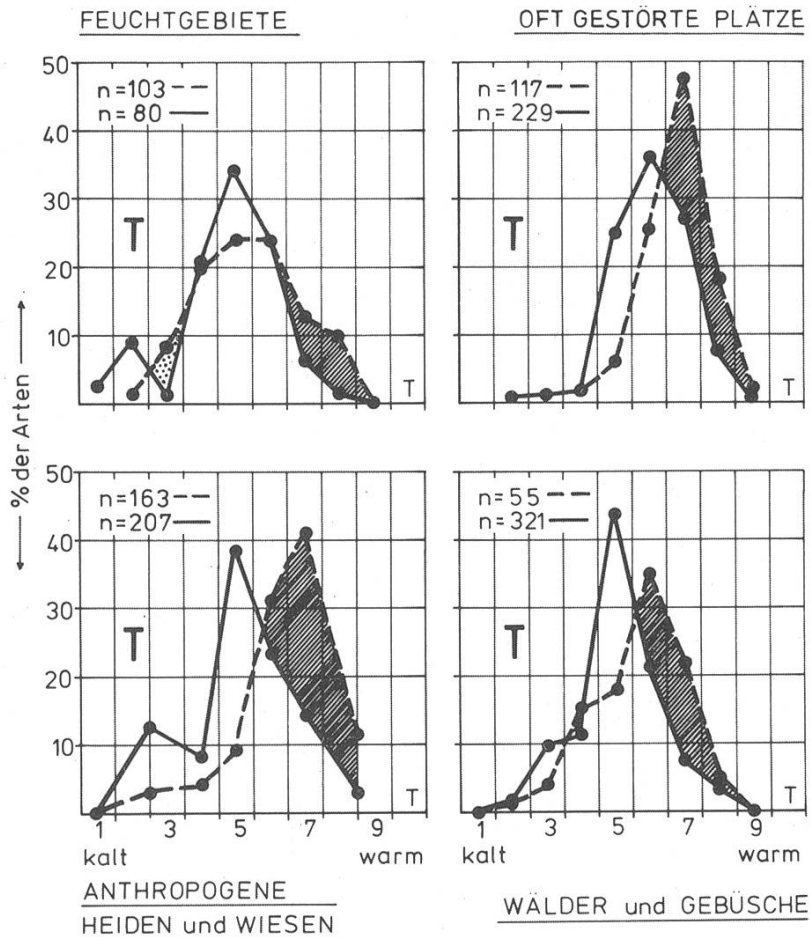 FEUCHTGEBIETE
OFT GESTÖRTE PLÄTZE
50
40
30
20
10
n=103
n=80
T
T
n=117
n=229
T
T
% der Arten
50
40
30
20
10
n=163
n=207
T
T
1 3 5 7 9
kalt warm
n=55
n=321
T
T
1 3 5 7 9
kalt warm
ANTHROPOGENE
HEIDEN und WIESEN
WÄLDER und GEBÜSCHE